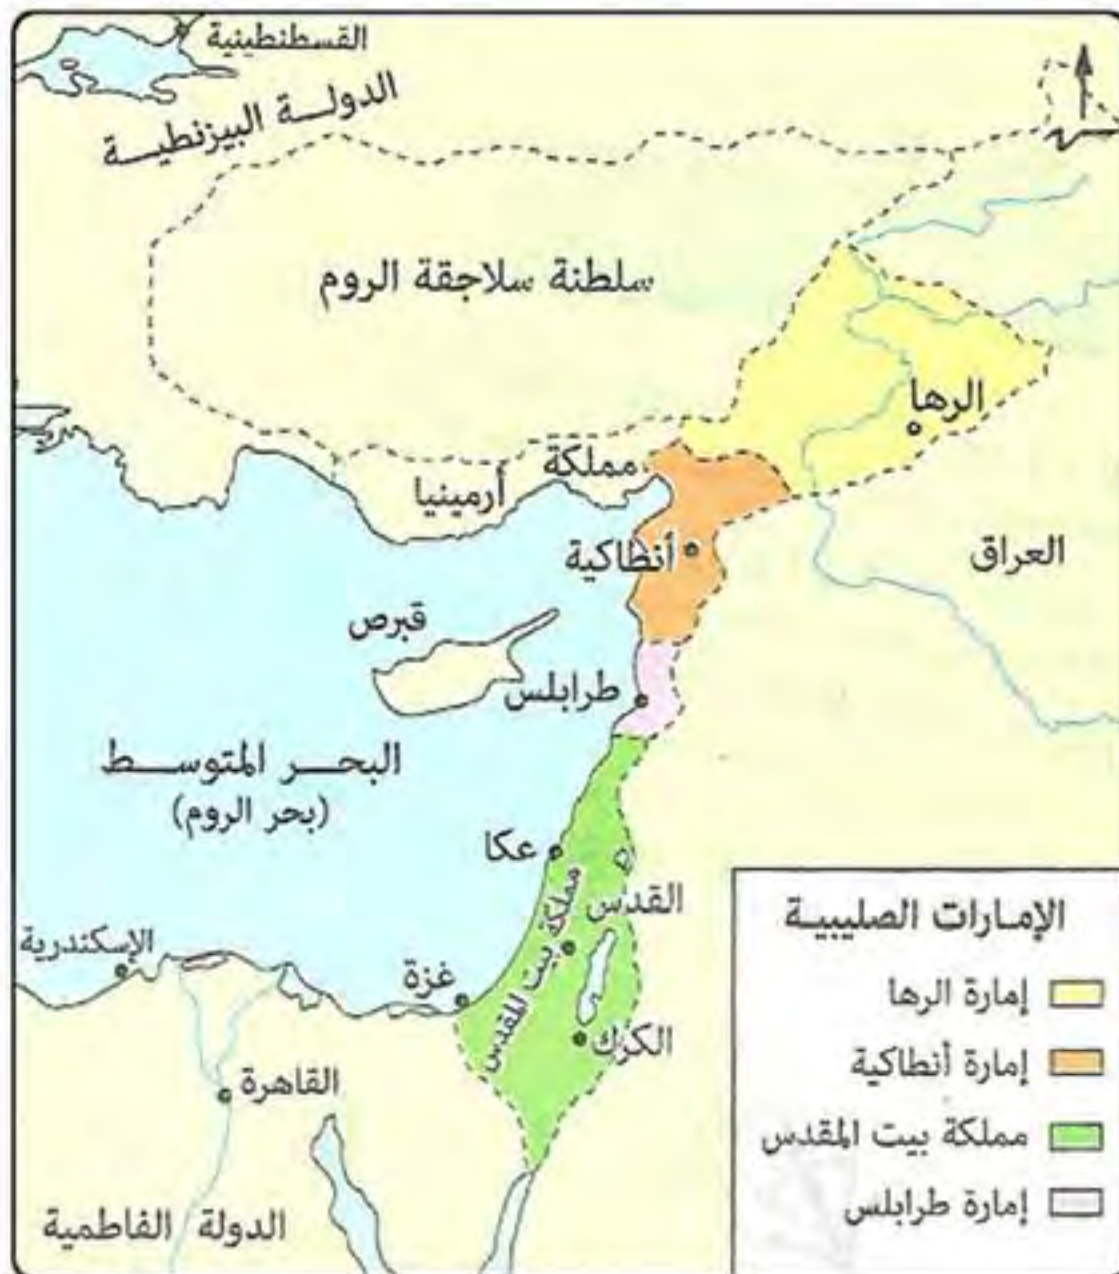 القسطنطينية
الدولة البيزنطية
سلطنة سلاجقة الروم
الرها
مملكة
أرمينيا
أنطاكية
العراق
قبرص
طرابلس
البحر المتوسط
(بحر الروم)
عكا
القدس
مملكة بيت المقدس
الإسكندرية
غزة
الكرك
القاهرة
الدولة الفاطمية
الإمارات الصليبية
إمارة الرها
إمارة أنطاكية
مملكة بيت المقدس
إمارة طرابلس